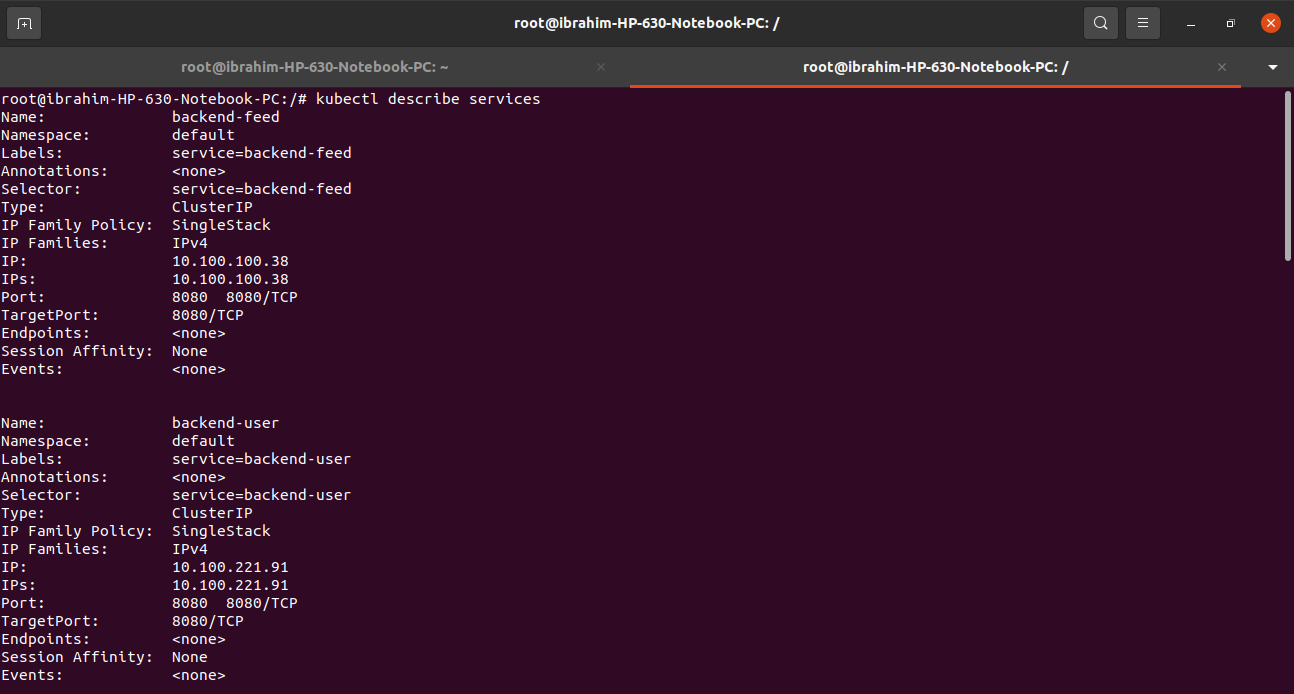 root@ibrahim-HP-630-Notebook-PC: /
root@ibrahim-HP-630-Notebook-PC: ~
root@ibrahim-HP-630-Notebook-PC: /
root@ibrahim-HP-630-Notebook-PC:/# kubectl describe services
Name:              backend-feed
Namespace:         default
Labels:            service=backend-feed
Annotations:       <none>
Selector:          service=backend-feed
Type:              ClusterIP
IP Family Policy:  SingleStack
IP Families:       IPv4
IP:                10.100.100.38
IPs:               10.100.100.38
Port:              8080  8080/TCP
TargetPort:        8080/TCP
Endpoints:         <none>
Session Affinity:  None
Events:            <none>
Name:              backend-user
Namespace:         default
Labels:            service=backend-user
Annotations:       <none>
Selector:          service=backend-user
Type:              ClusterIP
IP Family Policy:  SingleStack
IP Families:       IPv4
IP:                10.100.221.91
IPs:               10.100.221.91
Port:              8080  8080/TCP
TargetPort:        8080/TCP
Endpoints:         <none>
Session Affinity:  None
Events:            <none>